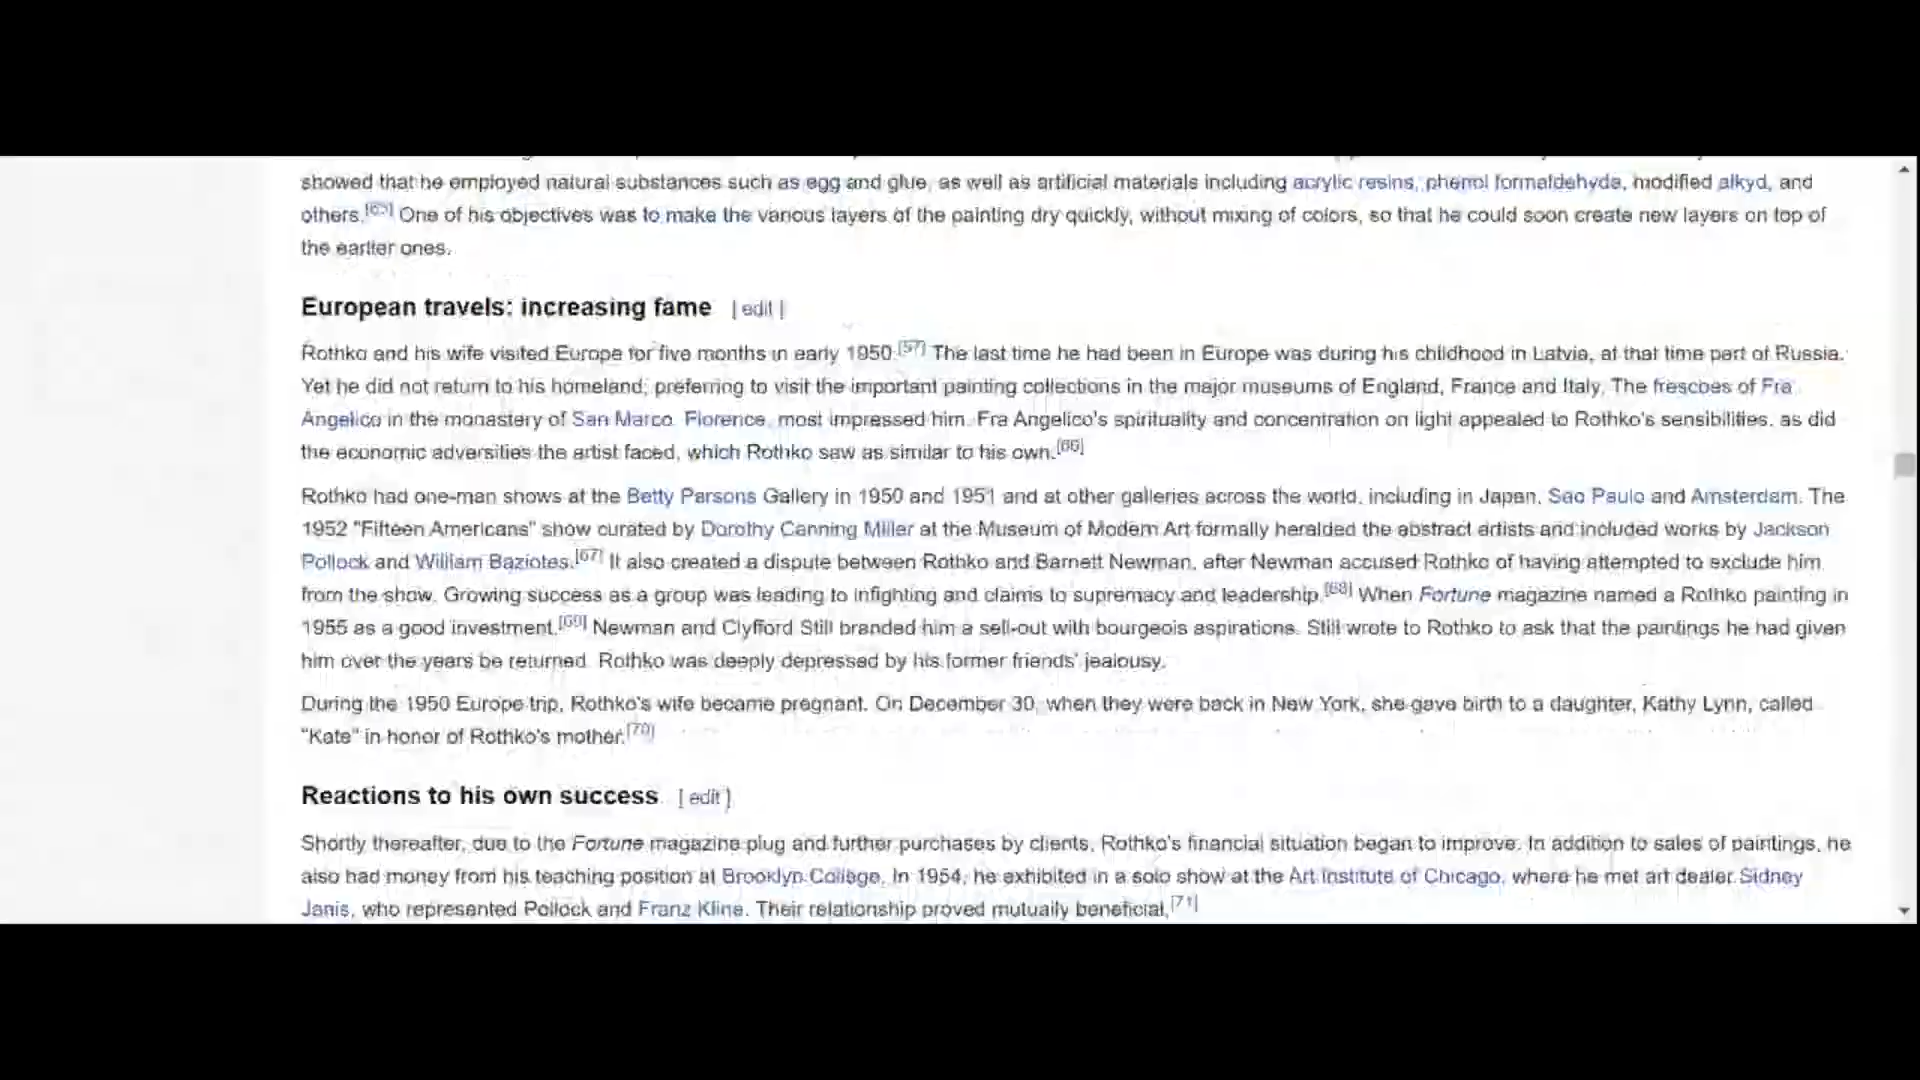 showed that he employed natural substances such as egg and glue, as well as artificial materials including acrylic resins, phenol formaldehyde, modified alkyd, and
others.[65] One of his objectives was to make the various layers of the painting dry quickly, without mixing of colors, so that he could soon create new layers on top of
the earlier ones.
European travels: increasing fame [ edit ]
Rothko and his wife visited Europe for five months in early 1950.[57] The last time he had been in Europe was during his childhood in Latvia, at that time part of Russia.
Yet he did not return to his homeland, preferring to visit the important painting collections in the major museums of England, France and Italy. The frescoes of Fra
Angelico in the monastery of San Marco, Florence, most impressed him. Fra Angelico's spirituality and concentration on light appealed to Rothko's sensibilities, as did
the economic adversities the artist faced, which Rothko saw as similar to his own.[66]
Rothko had one-man shows at the Betty Parsons Gallery in 1950 and 1951 and at other galleries across the world, including in Japan, Sao Paulo and Amsterdam. The
1952 "Fifteen Americans" show curated by Dorothy Canning Miller at the Museum of Modern Art formally heralded the abstract artists and included works by Jackson
Pollock and William Baziotes.[67] It also created a dispute between Rothko and Barnett Newman, after Newman accused Rothko of having attempted to exclude him
from the show. Growing success as a group was leading to infighting and claims to supremacy and leadership.[68] When Fortune magazine named a Rothko painting in
1955 as a good investment,[69] Newman and Clyfford Still branded him a sell-out with bourgeois aspirations. Still wrote to Rothko to ask that the paintings he had given
him over the years be returned. Rothko was deeply depressed by his former friends' jealousy.
During the 1950 Europe trip, Rothko's wife became pregnant. On December 30, when they were back in New York, she gave birth to a daughter, Kathy Lynn, called
"Kate" in honor of Rothko's mother.[70]
Reactions to his own success [ edit ]
Shortly thereafter, due to the Fortune magazine plug and further purchases by clients, Rothko's financial situation began to improve. In addition to sales of paintings, he
also had money from his teaching position at Brooklyn College. In 1954, he exhibited in a solo show at the Art Institute of Chicago, where he met art dealer Sidney
Janis, who represented Pollock and Franz Kline. Their relationship proved mutually beneficial.[71]